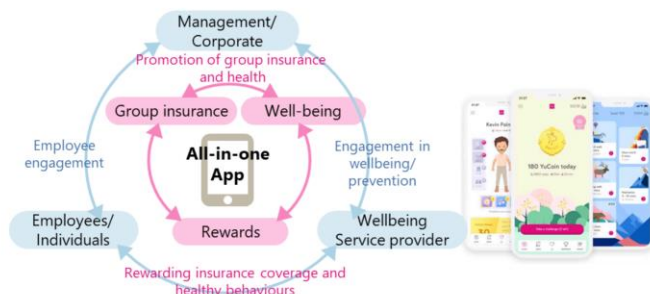 Management/
Corporate
Promotion of group insurance
and health
Group insurance
Well-being
Employee
engagement
All-in-one
App
Engagement in
wellbeing/
prevention
Employees/
Individuals
Rewards
Wellbeing
Service provider
Rewarding insurance coverage and
healthy behaviours
180 YuCoin today